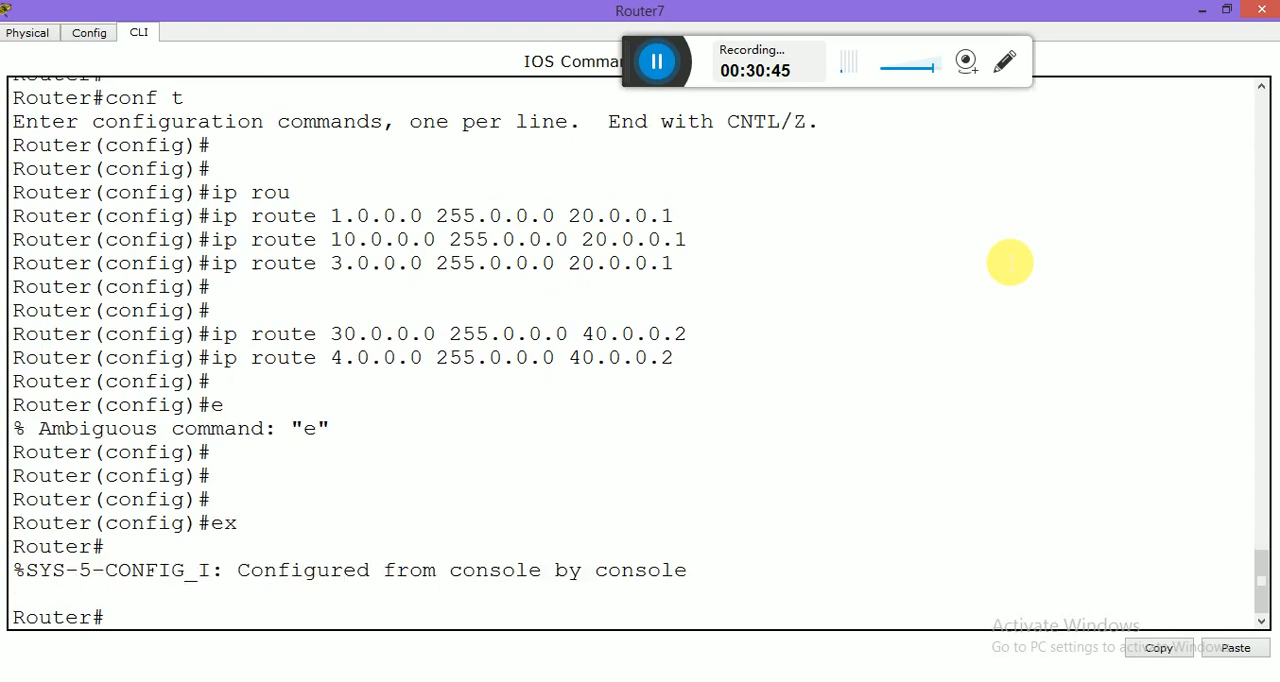 Router7
Physical Config CLI
IOS Comma
Recording...
00:30:45
Router#
Router#conf t
Enter configuration commands, one per line.  End with CNTL/Z.
Router(config)#
Router(config)#
Router(config)#ip rou
Router(config)#ip route 1.0.0.0 255.0.0.0 20.0.0.1
Router(config)#ip route 10.0.0.0 255.0.0.0 20.0.0.1
Router(config)#ip route 3.0.0.0 255.0.0.0 20.0.0.1
Router(config)#
Router(config)#
Router(config)#ip route 30.0.0.0 255.0.0.0 40.0.0.2
Router(config)#ip route 4.0.0.0 255.0.0.0 40.0.0.2
Router(config)#
Router(config)#e
% Ambiguous command: "e"
Router(config)#
Router(config)#
Router(config)#
Router(config)#ex
Router#
%SYS-5-CONFIG_I: Configured from console by console
Router#
Activate Windows
Go to PC settings to activate Windows.
Copy Paste